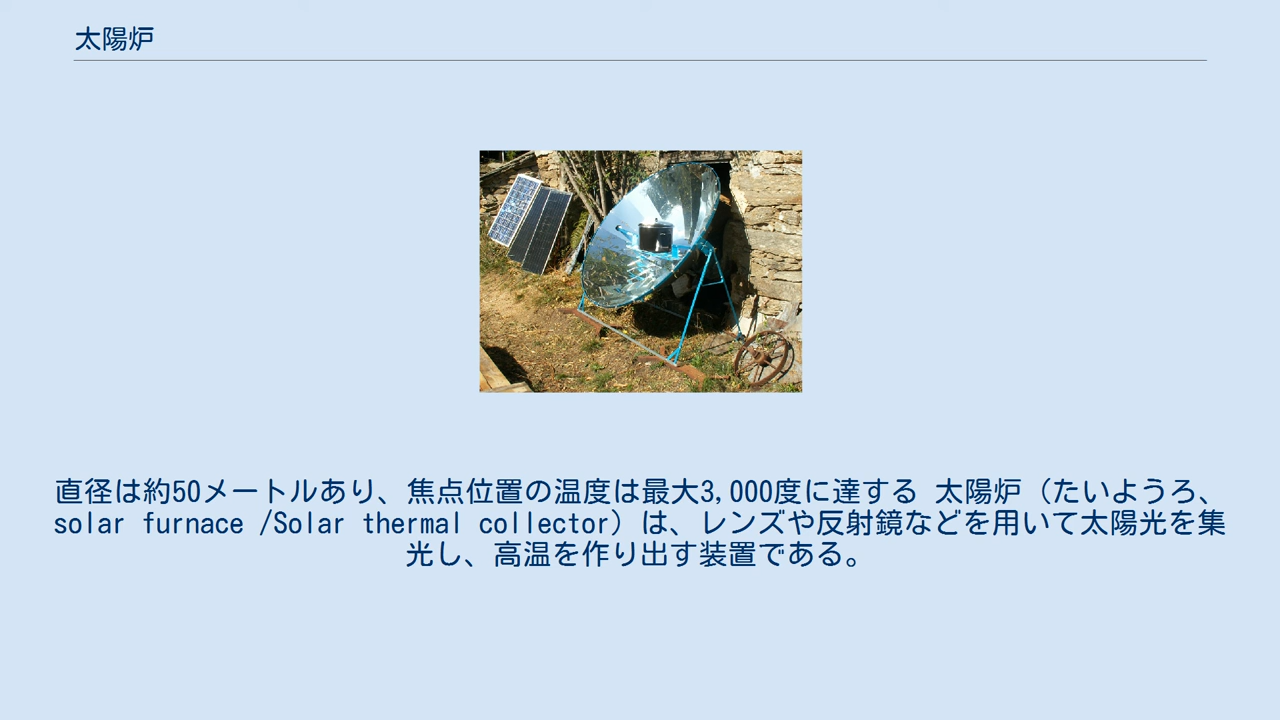 太陽炉
直径は約50メートルあり、焦点位置の温度は最大3,000度に達する 太陽炉（たいようろ、
solar furnace /Solar thermal collector）は、レンズや反射鏡などを用いて太陽光を集
光し、高温を作り出す装置である。